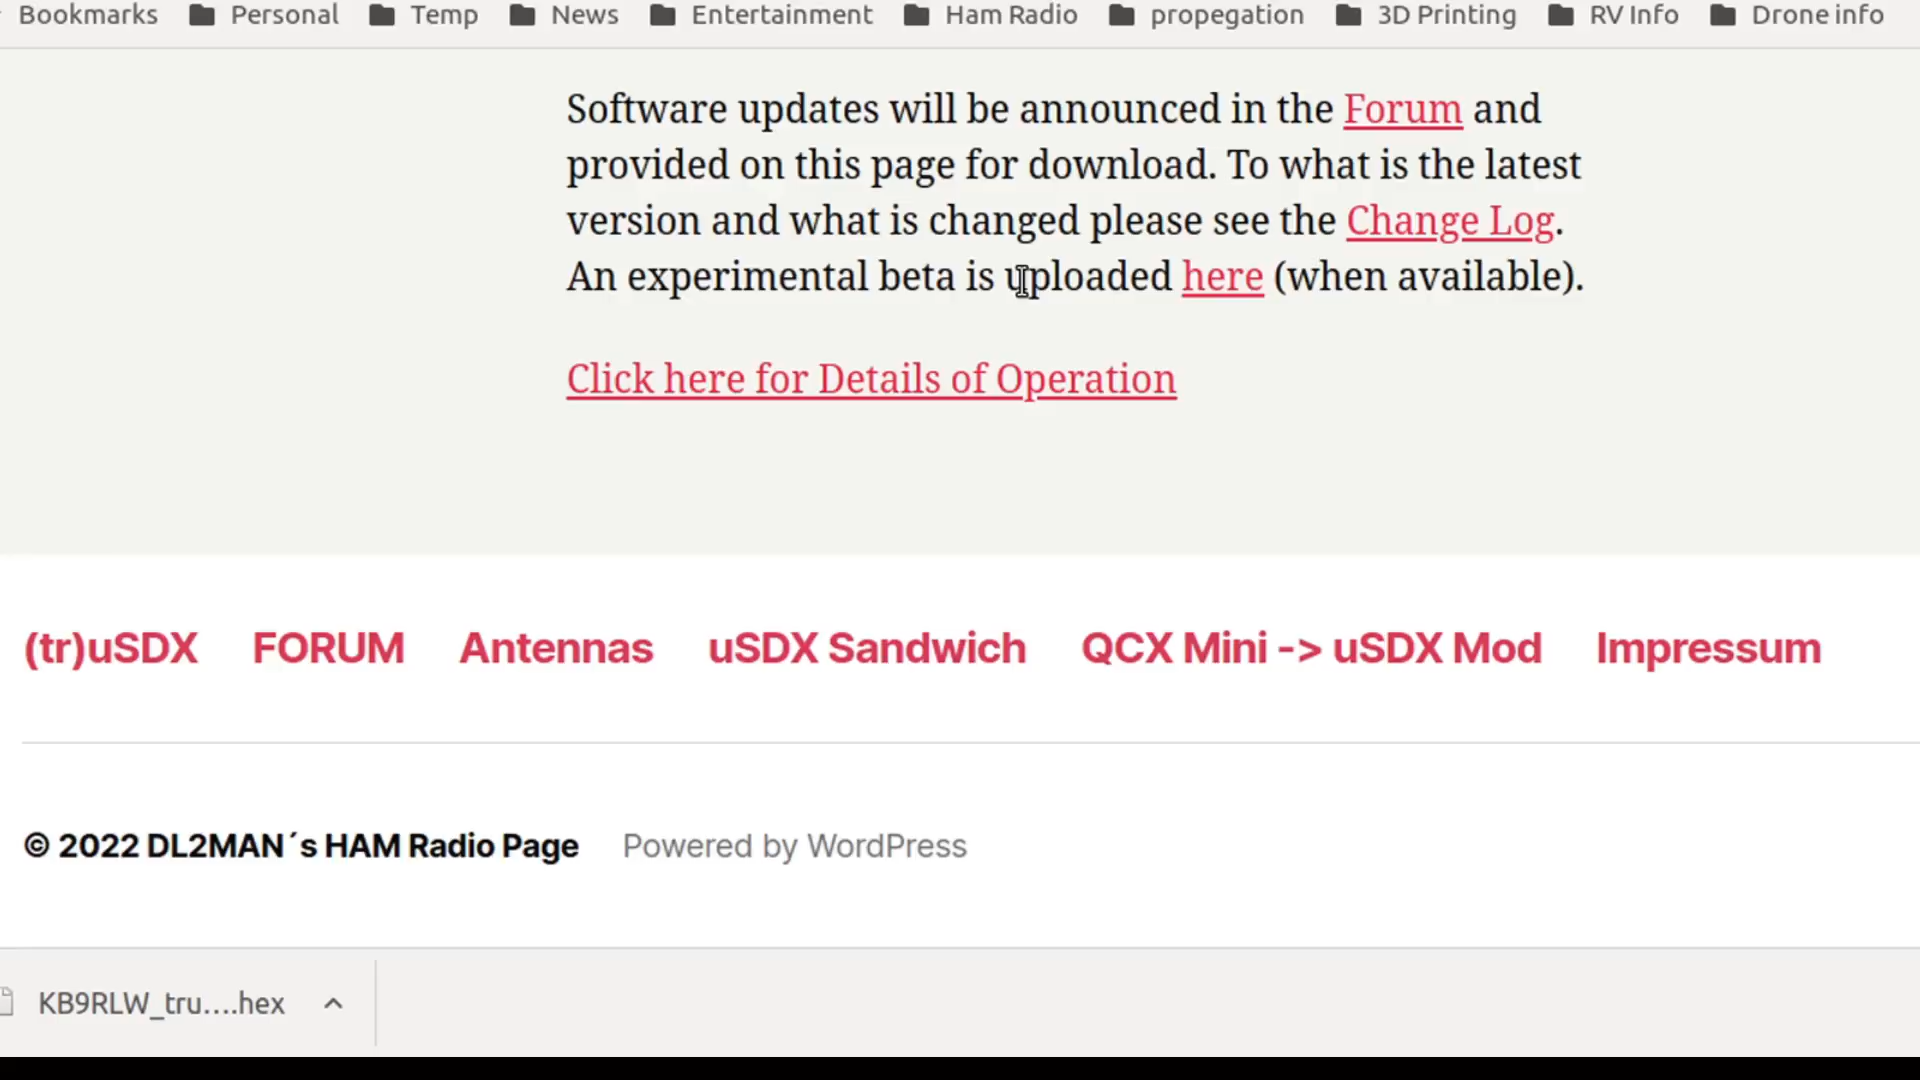 Bookmarks Personal Temp News Entertainment Ham Radio propegation 3D Printing RV Info Drone info
Software updates will be announced in the Forum and
provided on this page for download. To what is the latest
version and what is changed please see the Change Log.
An experimental beta is uploaded here (when available).
Click here for Details of Operation
(tr)uSDX FORUM Antennas uSDX Sandwich QCX Mini -> uSDX Mod Impressum
© 2022 DL2MAN´s HAM Radio Page Powered by WordPress
KB9RLW_tru....hex